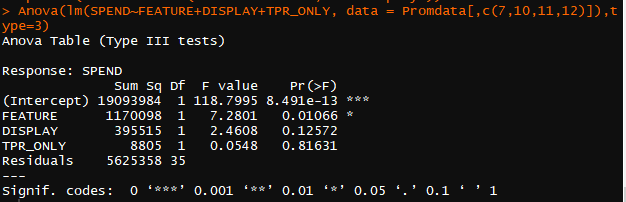 > Anova(lm(SPEND~FEATURE+DISPLAY+TPR_ONLY, data = Promdata[,c(7,10,11,12)]),t
ype=3)
Anova Table (Type III tests)
Response: SPEND
Sum Sq Df F value Pr(>F)
(Intercept) 19093984 1 118.7995 8.491e-13 ***
FEATURE 1170098 1 7.2801 0.01066 *
DISPLAY 395515 1 2.4608 0.12572
TPR_ONLY 8805 1 0.0548 0.81631
Residuals 5625358 35
---
Signif. codes: 0 ‘***’ 0.001 ‘**’ 0.01 ‘*’ 0.05 ‘.’ 0.1 ‘ ’ 1